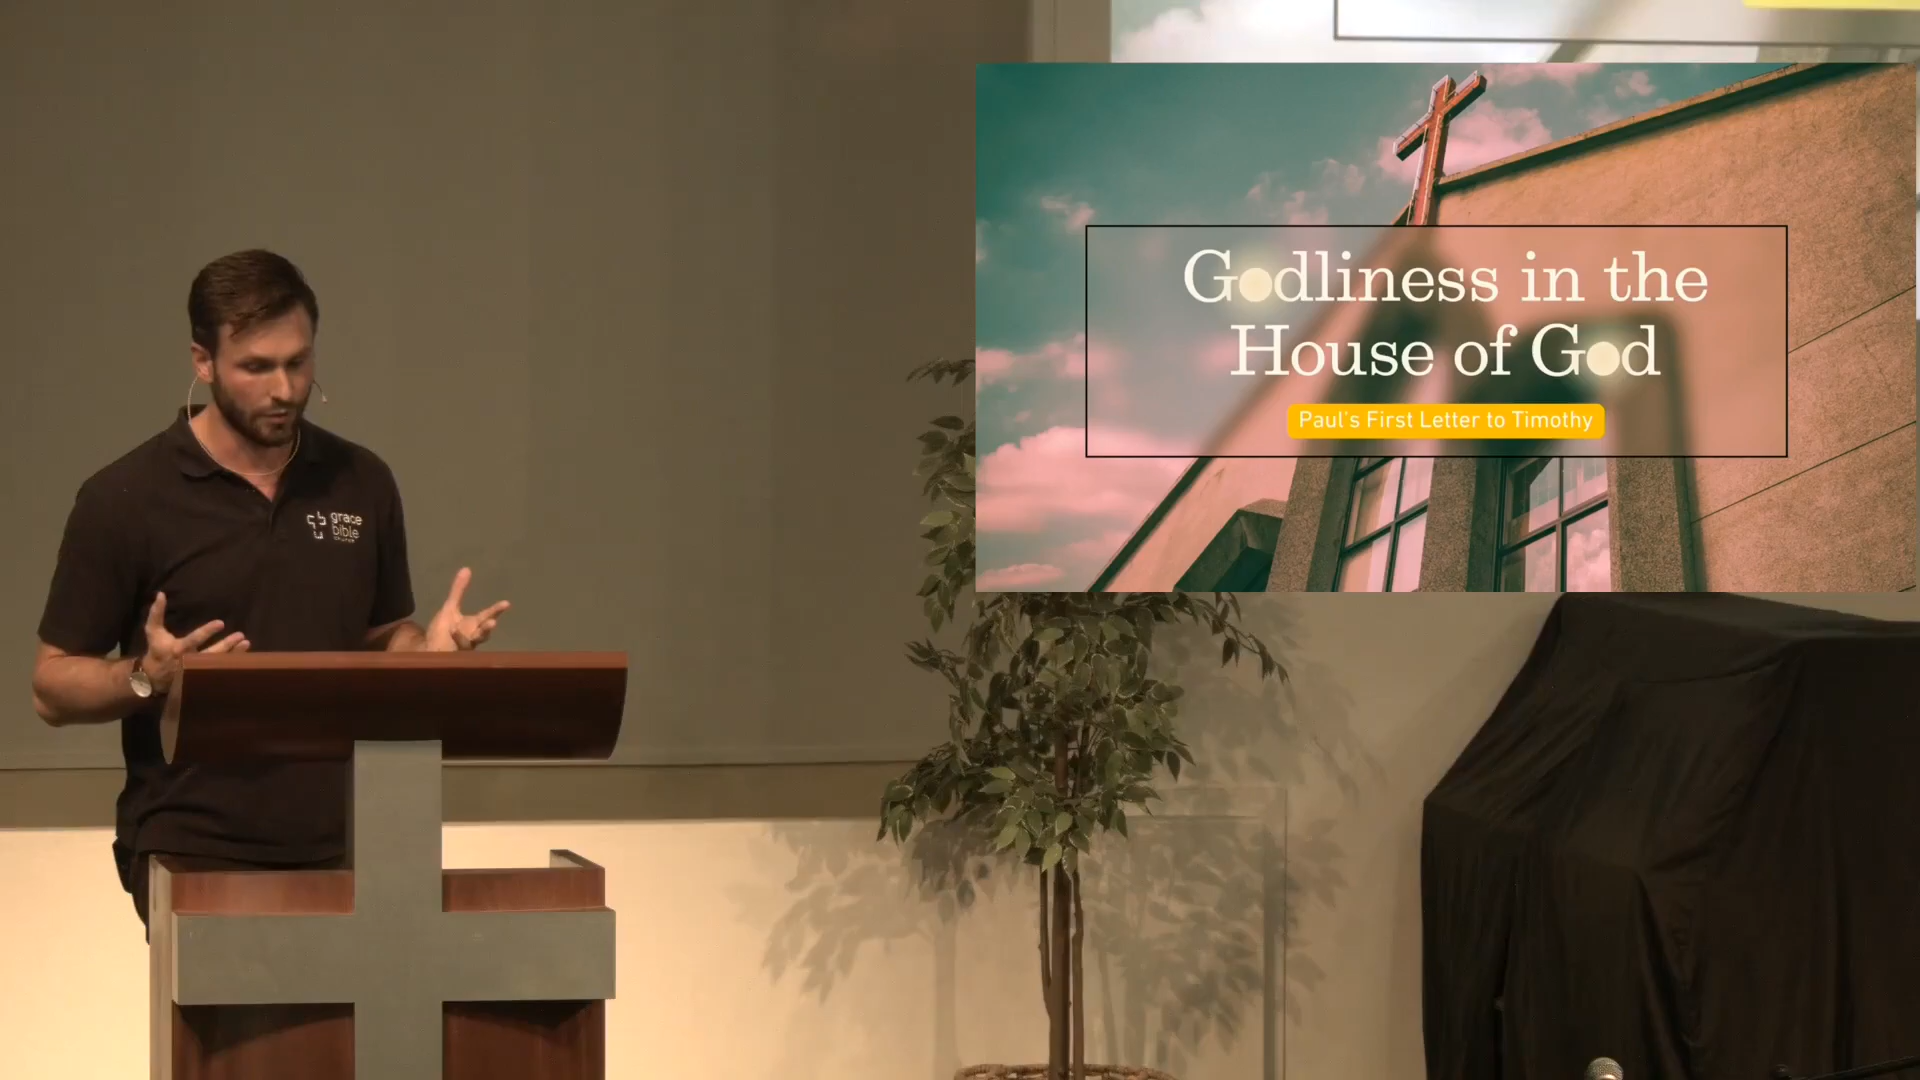 Godliness in the
House of God
Paul's First Letter to Timothy
grace
bible